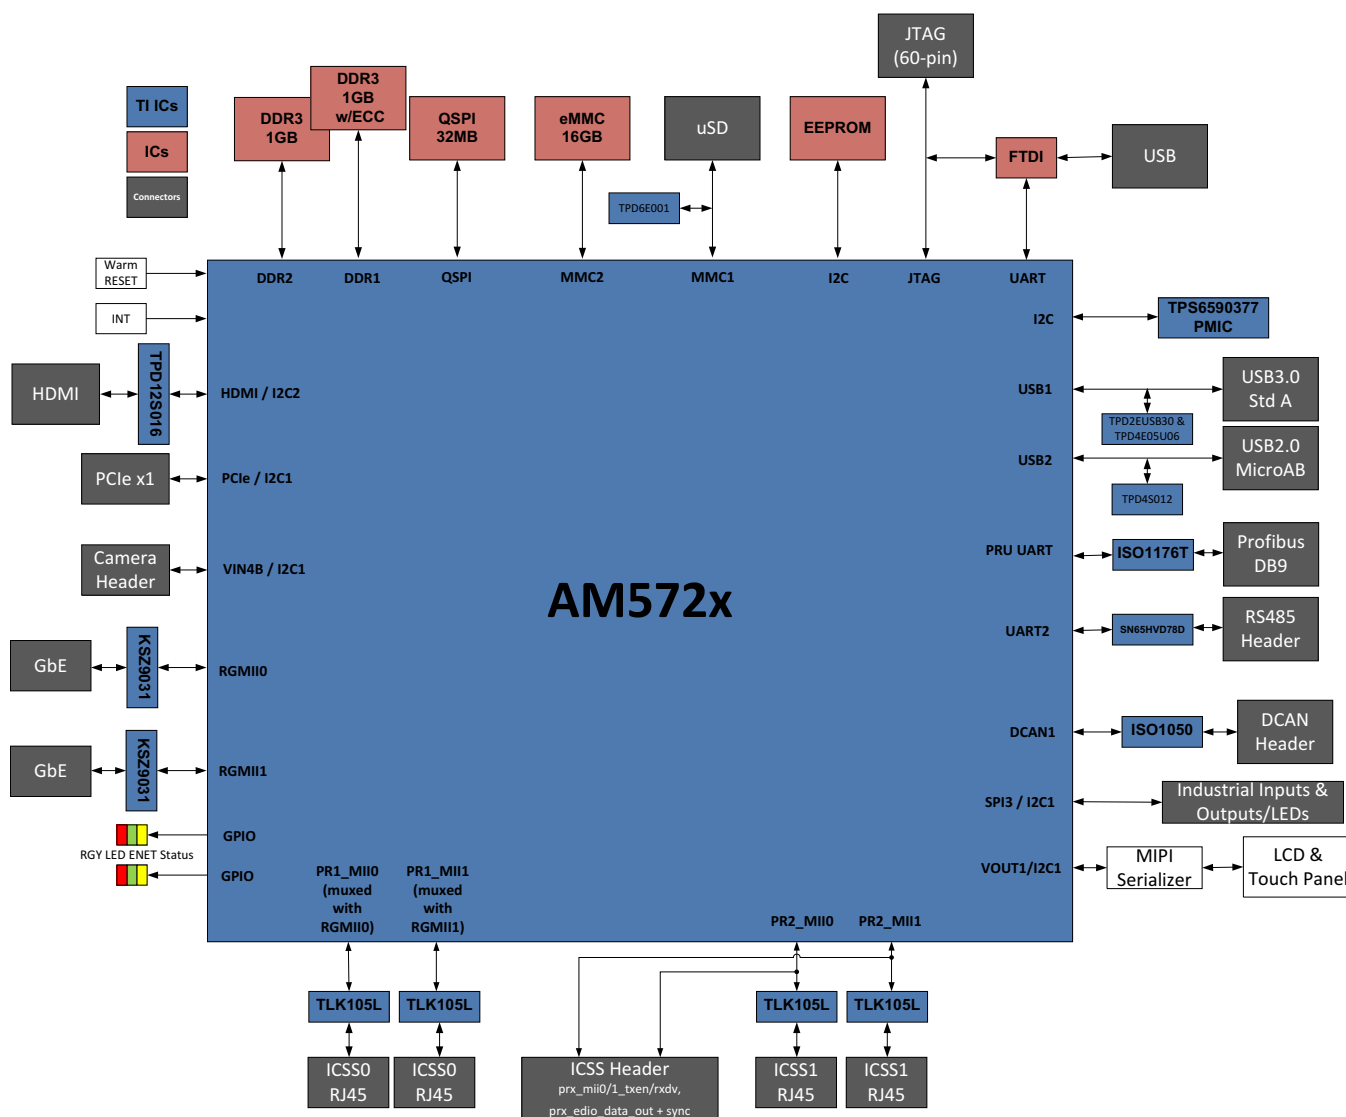 JTAG
(60-pin)
TI ICs
ICs
Connectors
DDR3
1GB
DDR3
1GB
w/ECC
QSPI
32MB
eMMC
16GB
uSD
EEPROM
FTDI
USB
TPD6E001
Warm
RESET
INT
DDR2
DDR1
QSPI
MMC2
MMC1
I2C
JTAG
UART
I2C
TPS6590377
PMIC
HDMI
TPD12S016
HDMI / I2C2
USB1
USB3.0
Std A
TPD2EUSB30 &
TPD4E05U06
PCIe x1
PCIe / I2C1
USB2
USB2.0
MicroAB
TPD4S012
Camera
Header
VIN4B / I2C1
PRU UART
ISO1176T
Profibus
DB9
AM572x
GbE
KSZ9031
RGMII0
UART2
SN65HVD78D
RS485
Header
GbE
KSZ9031
RGMII1
DCAN1
ISO1050
DCAN
Header
SPI3 / I2C1
Industrial Inputs &
Outputs/LEDs
GPIO
RGY LED ENET Status
GPIO
VOUT1/I2C1
MIPI
Serializer
LCD &
Touch Panel
PR1_MII0
(muxed
with
RGMII0)
PR1_MII1
(muxed
with
RGMII1)
PR2_MII0
PR2_MII1
TLK105L
TLK105L
TLK105L
TLK105L
ICSS0
RJ45
ICSS0
RJ45
ICSS Header
prx_mii0/1_txen/rxdv,
prx_edio_data_out + sync
ICSS1
RJ45
ICSS1
RJ45